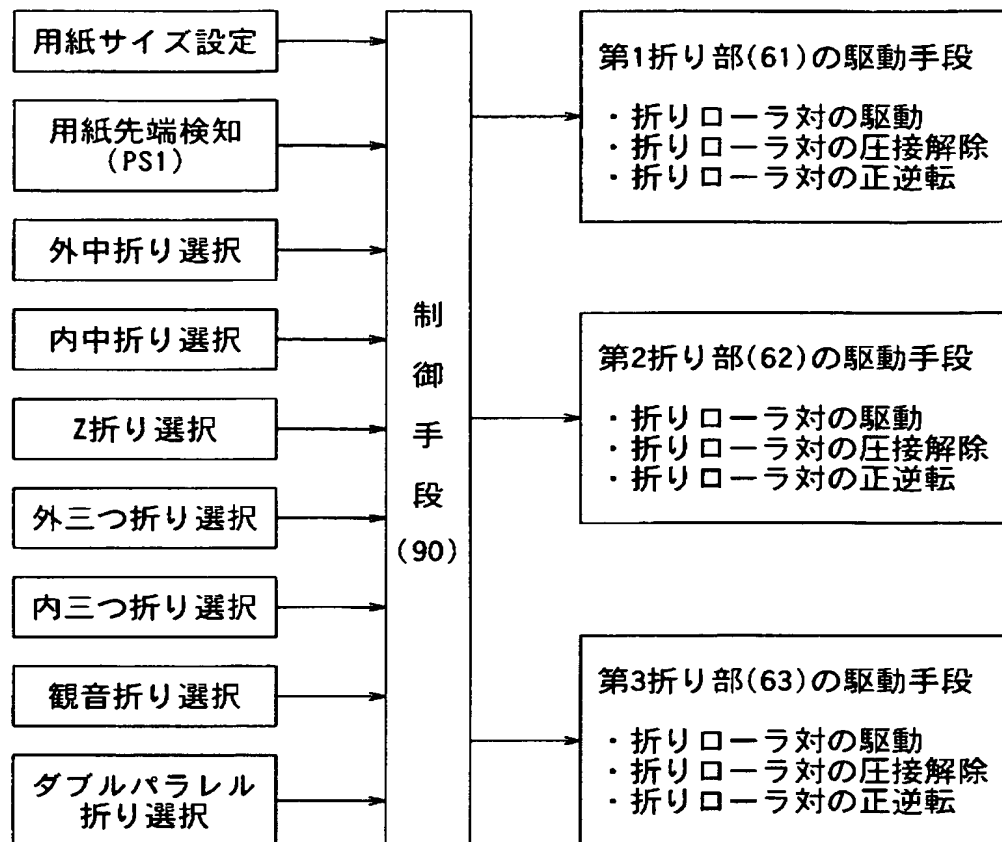 用紙サイズ設定
用紙先端検知
(PS1)
外中折り選択
内中折り選択
Z折り選択
外三つ折り選択
内三つ折り選択
観音折り選択
ダブルパラレル
折り選択
制
御
手
段
(90)
第1折り部(61)の駆動手段
・折りローラ対の駆動
・折りローラ対の圧接解除
・折りローラ対の正逆転
第2折り部(62)の駆動手段
・折りローラ対の駆動
・折りローラ対の圧接解除
・折りローラ対の正逆転
第3折り部(63)の駆動手段
・折りローラ対の駆動
・折りローラ対の圧接解除
・折りローラ対の正逆転